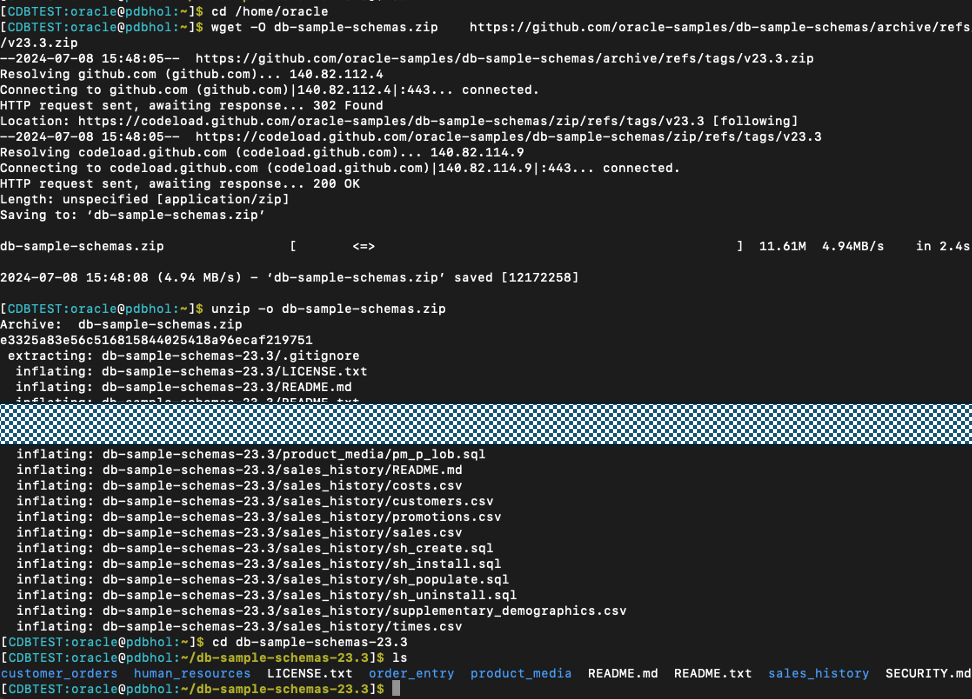 [CDBTEST:oracle@pdbhol:~]$ cd /home/oracle
[CDBTEST:oracle@pdbhol:~]$ wget -O db-sample-schemas.zip    https://github.com/oracle-samples/db-sample-schemas/archive/refs
/v23.3.zip
--2024-07-08 15:48:05--  https://github.com/oracle-samples/db-sample-schemas/archive/refs/tags/v23.3.zip
Resolving github.com (github.com)... 140.82.112.4
Connecting to github.com (github.com)|140.82.112.4|:443... connected.
HTTP request sent, awaiting response... 302 Found
Location: https://codeload.github.com/oracle-samples/db-sample-schemas/zip/refs/tags/v23.3 [following]
--2024-07-08 15:48:05--  https://codeload.github.com/oracle-samples/db-sample-schemas/zip/refs/tags/v23.3
Resolving codeload.github.com (codeload.github.com)... 140.82.114.9
Connecting to codeload.github.com (codeload.github.com)|140.82.114.9|:443... connected.
HTTP request sent, awaiting response... 200 OK
Length: unspecified [application/zip]
Saving to: ‘db-sample-schemas.zip’
db-sample-schemas.zip                [       <=>                                              ]  11.61M  4.94MB/s    in 2.4s
2024-07-08 15:48:08 (4.94 MB/s) - ‘db-sample-schemas.zip’ saved [12172258]
[CDBTEST:oracle@pdbhol:~]$ unzip -o db-sample-schemas.zip
Archive:  db-sample-schemas.zip
e3325a83e56c516815844025418a96ecaf219751
 extracting: db-sample-schemas-23.3/.gitignore
  inflating: db-sample-schemas-23.3/LICENSE.txt
  inflating: db-sample-schemas-23.3/README.md
  inflating: db-sample-schemas-23.3/README.txt
  inflating: db-sample-schemas-23.3/product_media/pm_p_lob.sql
  inflating: db-sample-schemas-23.3/sales_history/README.md
  inflating: db-sample-schemas-23.3/sales_history/costs.csv
  inflating: db-sample-schemas-23.3/sales_history/customers.csv
  inflating: db-sample-schemas-23.3/sales_history/promotions.csv
  inflating: db-sample-schemas-23.3/sales_history/sales.csv
  inflating: db-sample-schemas-23.3/sales_history/sh_create.sql
  inflating: db-sample-schemas-23.3/sales_history/sh_install.sql
  inflating: db-sample-schemas-23.3/sales_history/sh_populate.sql
  inflating: db-sample-schemas-23.3/sales_history/sh_uninstall.sql
  inflating: db-sample-schemas-23.3/sales_history/supplementary_demographics.csv
  inflating: db-sample-schemas-23.3/sales_history/times.csv
[CDBTEST:oracle@pdbhol:~]$ cd db-sample-schemas-23.3
[CDBTEST:oracle@pdbhol:~/db-sample-schemas-23.3]$ ls
customer_orders  human_resources  LICENSE.txt  order_entry  product_media  README.md  README.txt  sales_history  SECURITY.md
[CDBTEST:oracle@pdbhol:~/db-sample-schemas-23.3]$